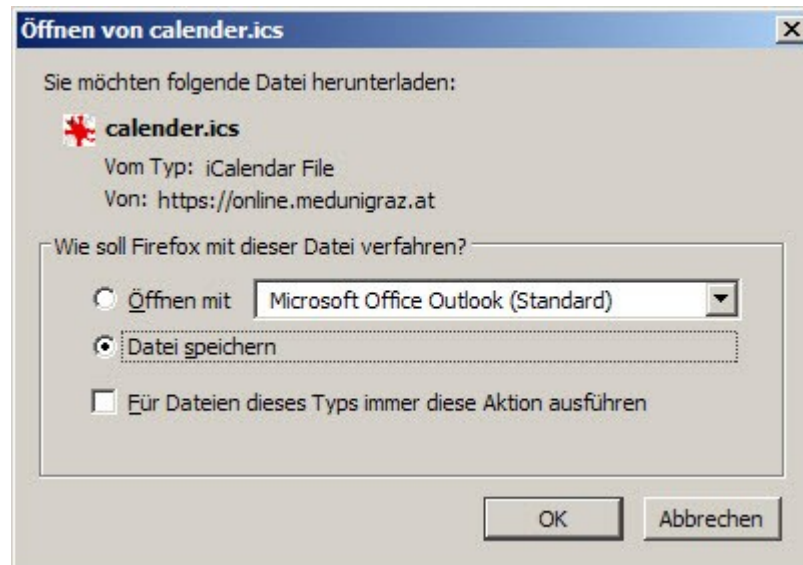 Öffnen von calender.ics
Sie möchten folgende Datei herunterladen:
calender.ics
Vom Typ: iCalendar File
Von: https://online.medunigraz.at
Wie soll Firefox mit dieser Datei verfahren?
Öffnen mit Microsoft Office Outlook (Standard)
Datei speichern
Für Dateien dieses Typs immer diese Aktion ausführen
OK Abbrechen